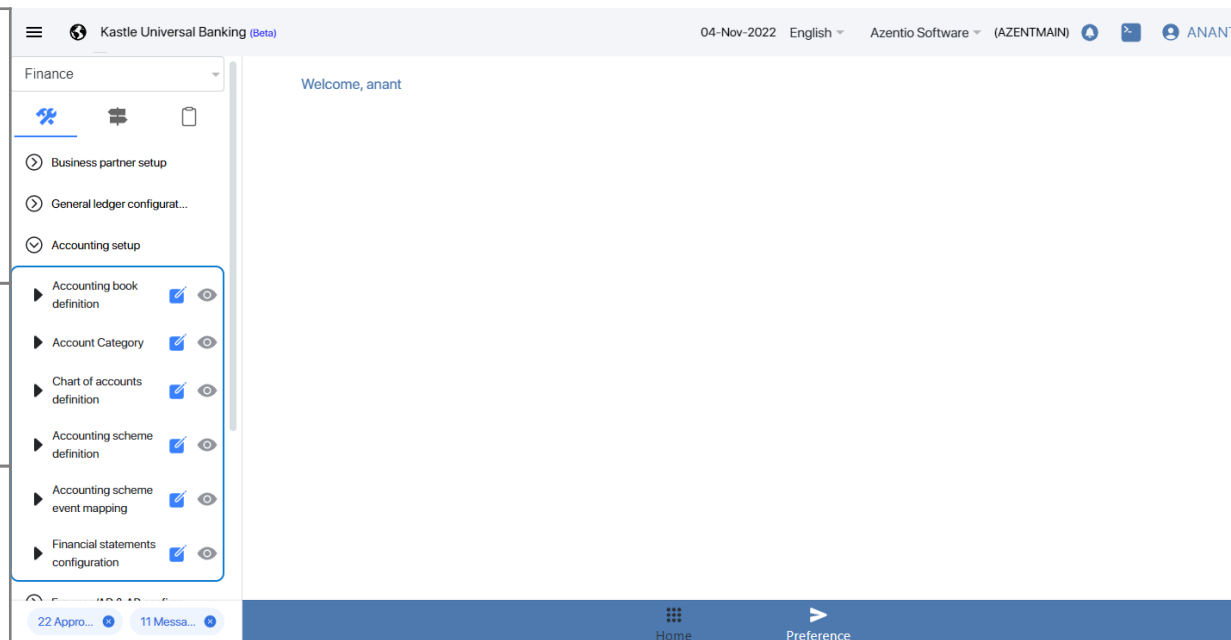 Kastle Universal Banking (Beta)
04-Nov-2022 English Azentio Software (AZENTMAIN) ANANT
Finance
Welcome, anant
Business partner setup
General ledger configurat...
Accounting setup
Accounting book
definition
Account Category
Chart of accounts
definition
Accounting scheme
definition
Accounting scheme
event mapping
Financial statements
configuration
22 Appro... 11 Messa...
Home Preference